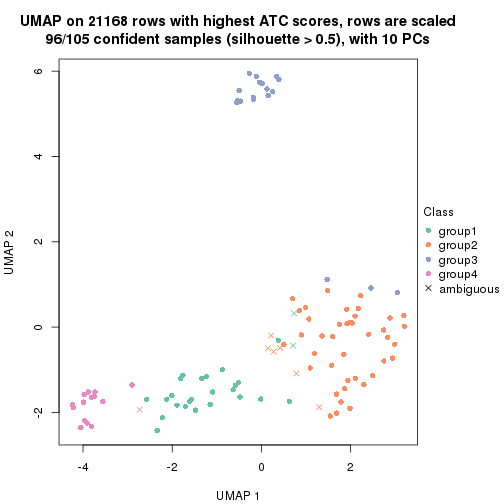 UMAP on 21168 rows with highest ATC scores, rows are scaled
96/105 confident samples (silhouette > 0.5), with 10 PCs
6
4
2
0
-2
UMAP 2
-4
-2
0
2
UMAP 1
Class
group1
group2
group3
group4
ambiguous